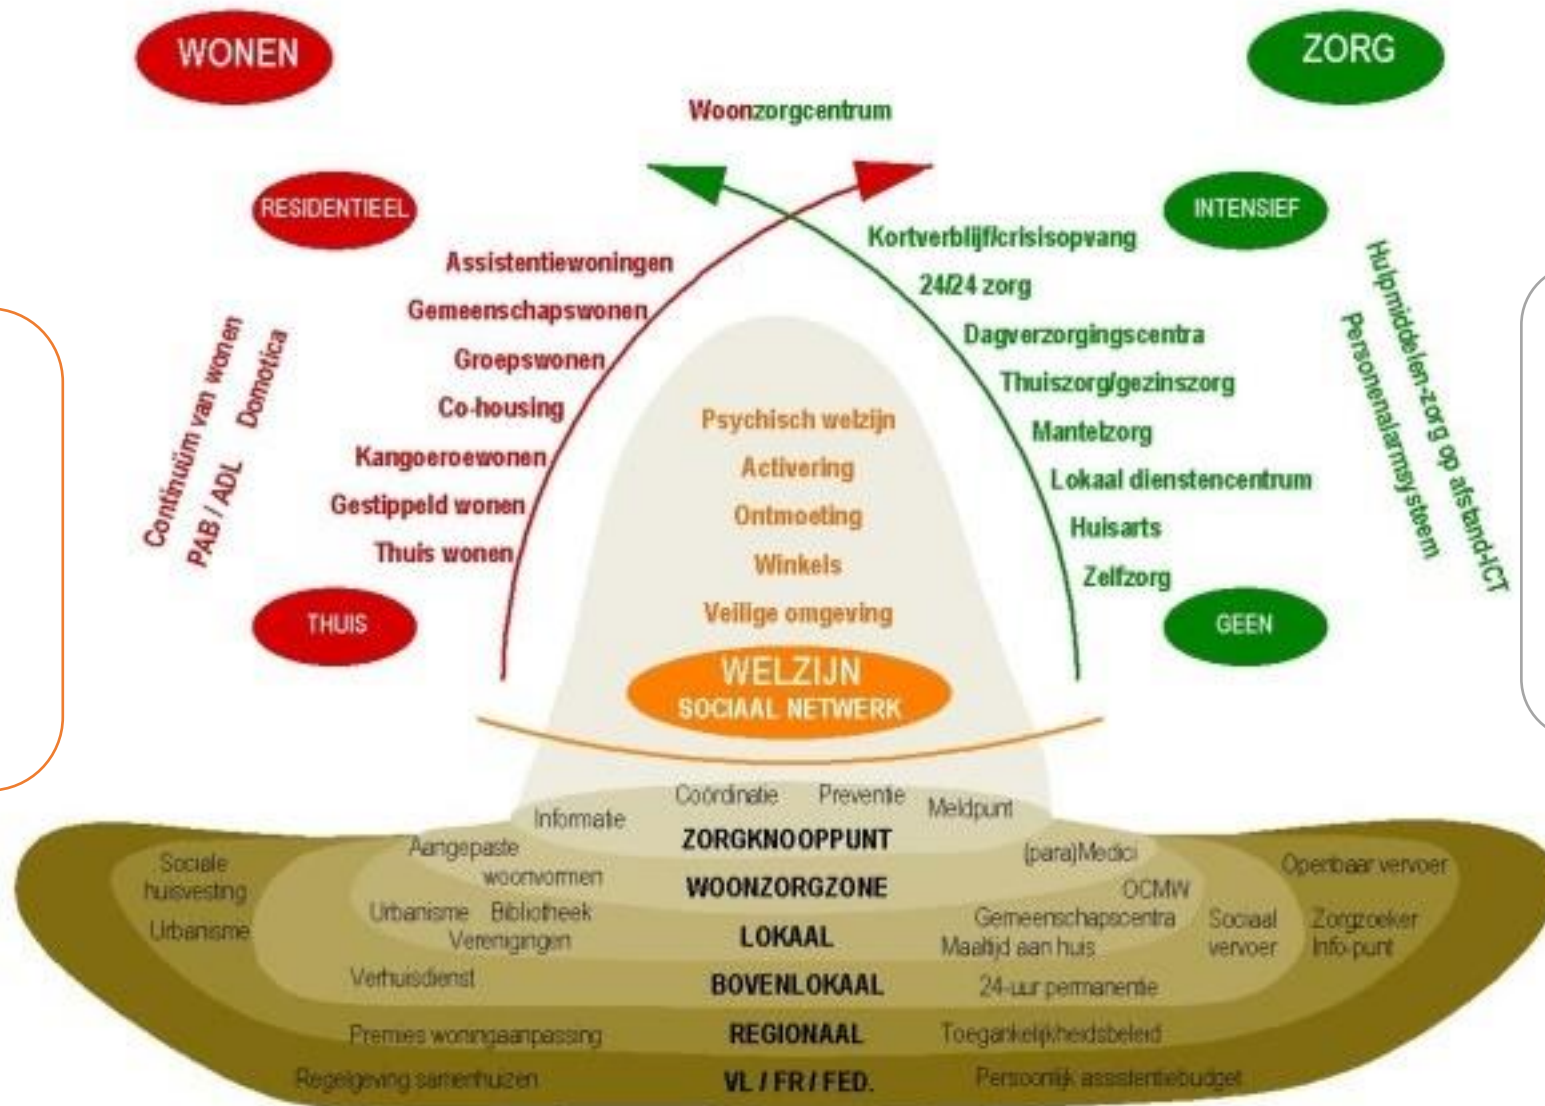 WONEN
ZORG
Woonzorgcentrum
RESIDENTIEEL
INTENSIEF
Assistentiewoningen
Gemeenschapswonen
Groepswonen
Co-housing
Kangoeroewonen
Gestippeld wonen
Thuis wonen
Continuüm van wonen
PAB / ADL
Domotica
THUIS
Kortverblijf/crisisopvang
24/24 zorg
Dagverzorgingscentra
Thuiszorg/gezinszorg
Mantelzorg
Lokaal dienstencentrum
Huisarts
Zelfzorg
Hulpmiddelen-zorg op afstand-ICT
Personenalarmsysteem
GEEN
Psychisch welzijn
Activering
Ontmoeting
Winkels
Veilige omgeving
WELZIJN
SOCIAAL NETWERK
Informatie
Coördinatie
Preventie
Meldpunt
ZORGKNOOPPUNT
Aangepaste
woonvormen
(para)Medici
WOONZORGZONE
OCMW
Sociale
huisvesting
Urbanisme
Openbaar vervoer
Urbanisme
Bibliotheek
Verenigingen
LOKAAL
Gemeenschapscentra
Maaltijd aan huis
Sociaal
vervoer
Zorgzoeker
Info-punt
Verhuisdienst
BOVENLOKAAL
24-uur permanentie
Premies woningaanpassing
REGIONAAL
Toegankelijkheidsbeleid
Regelgeving samenhuizen
VL / FR / FED.
Persoonlijk assistentiebudget